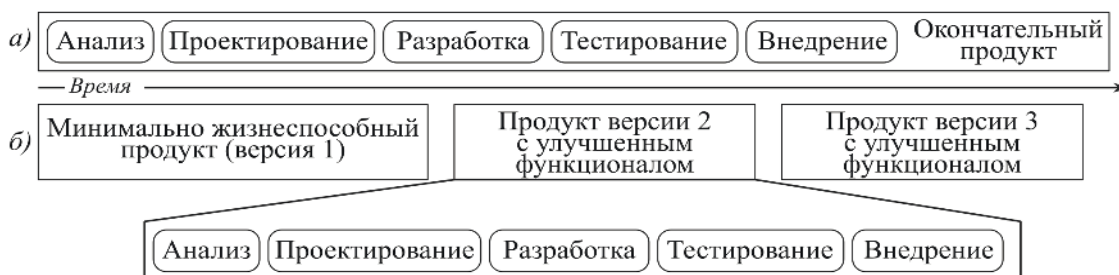 а) Анализ Проектирование Разработка Тестирование Внедрение Окончательный
продукт
Время
б) Минимально жизнеспособный
продукт (версия 1)
Продукт версии 2
с улучшенным
функционалом
Продукт версии 3
с улучшенным
функционалом
Анализ Проектирование Разработка Тестирование Внедрение